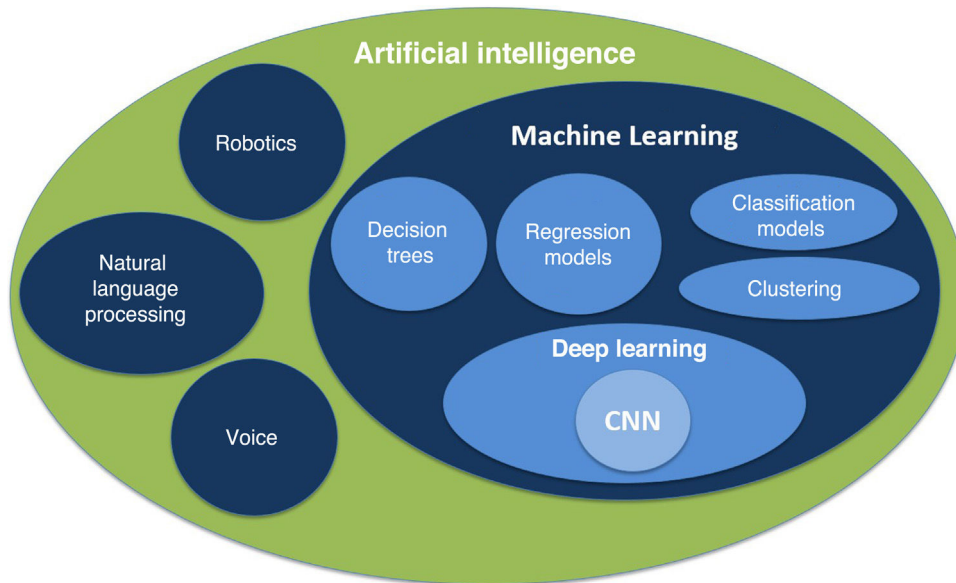 Artificial intelligence
Robotics
Machine Learning
Decision
trees
Regression
models
Classification
models
Clustering
Natural
language
processing
Deep learning
CNN
Voice